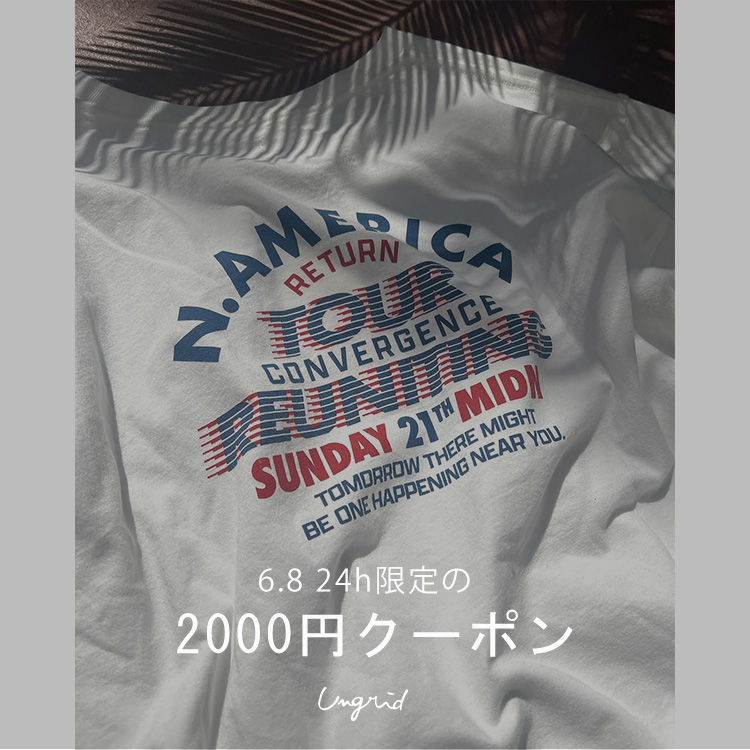 N. AMERICA
RETURN
TOUR
CONVERGENCE
REUNITING
SUNDAY 21TH MIDN
TOMORROW THERE MIGHT
BE ONE HAPPENING NEAR YOU.
6.8 24h限定の
2000円クーポン
Ungrid